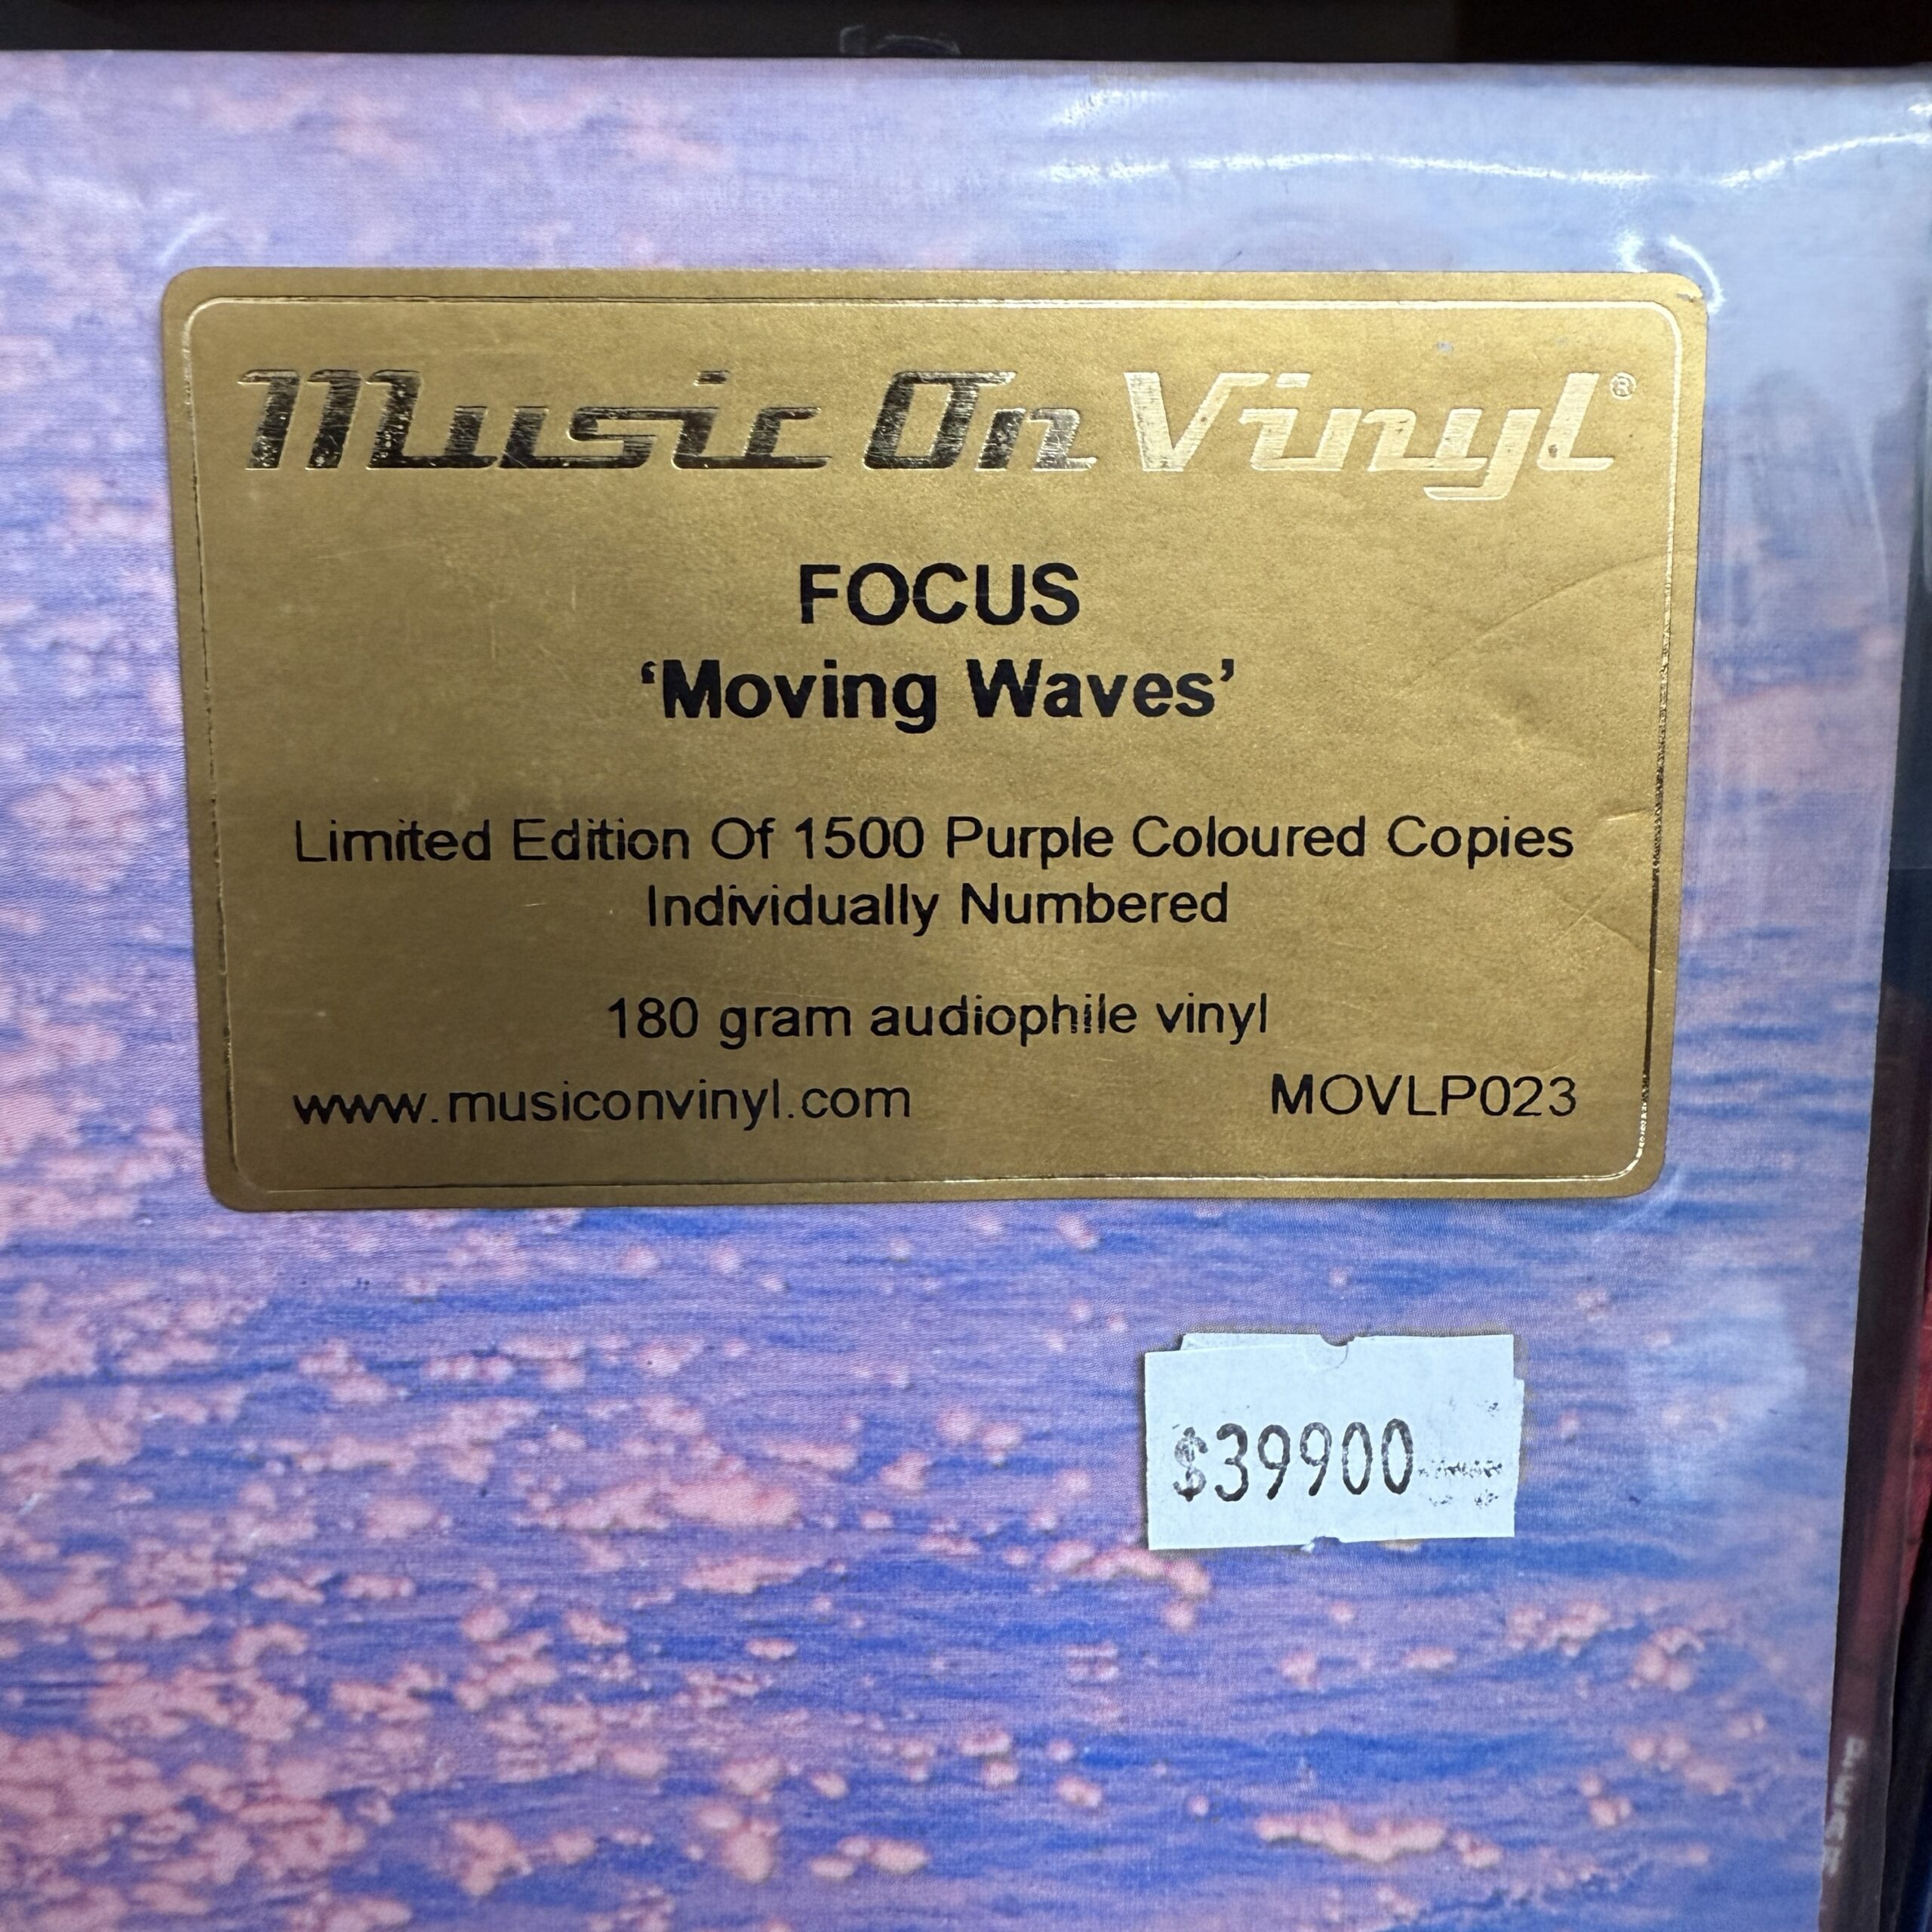 Music On Vinyl®
FOCUS
‘Moving Waves’
Limited Edition Of 1500 Purple Coloured Copies
Individually Numbered
180 gram audiophile vinyl
www.musiconvinyl.com MOVLP023
$39900